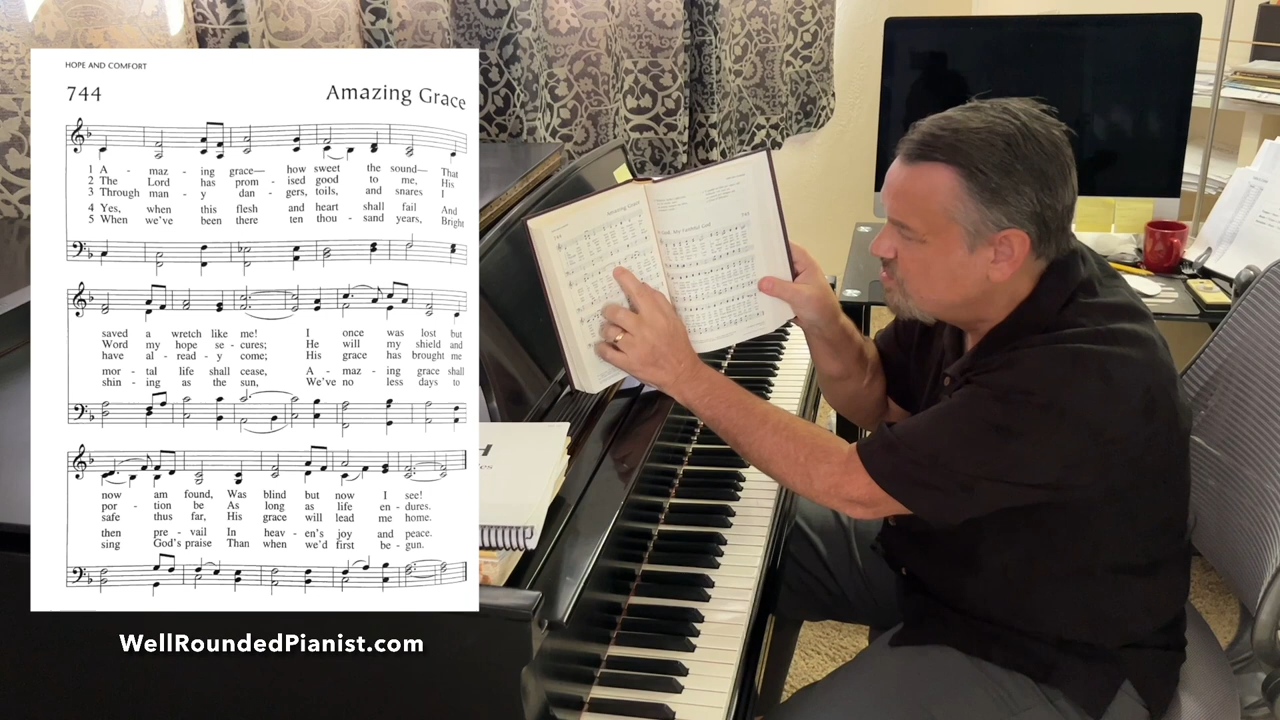 HOPE AND COMFORT
744
Amazing Grace
1 A - maz - ing grace— how sweet the sound— That
2 The Lord has prom - ised good to me, His
3 Through man - y dan - gers, toils, and snares I
4 Yes, when this flesh and heart shall fail And
5 When we've been there ten thou - sand years, Bright
saved a wretch like me! I once was lost but
Word my hope se - cures; He will my shield and
have al - read - y come; His grace has brought me
mor - tal life shall cease, A - maz - ing grace shall
shin - ing as the sun, We've no less days to
now am found, Was blind but now I see!
por - tion be As long as life en - dures.
safe thus far, His grace will lead me home.
then pre - vail In heav - en's joy and peace.
sing God's praise Than when we'd first be - gun.
WellRoundedPianist.com
Amazing Grace
God, My Faithful God